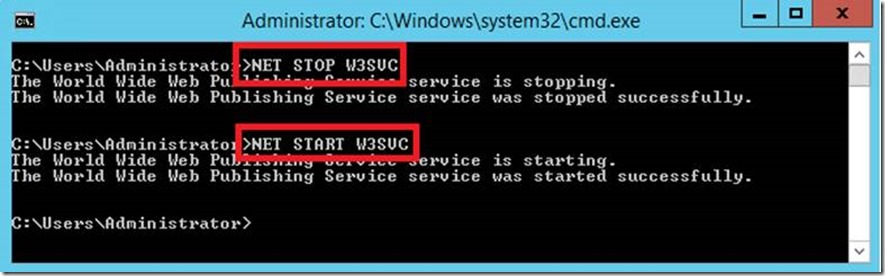 Administrator: C:\Windows\system32\cmd.exe
C:\Users\Administrator>NET STOP W3SVC
The World Wide Web Publishing Service service is stopping.
The World Wide Web Publishing Service service was stopped successfully.
C:\Users\Administrator>NET START W3SVC
The World Wide Web Publishing Service service is starting.
The World Wide Web Publishing Service service was started successfully.
C:\Users\Administrator>